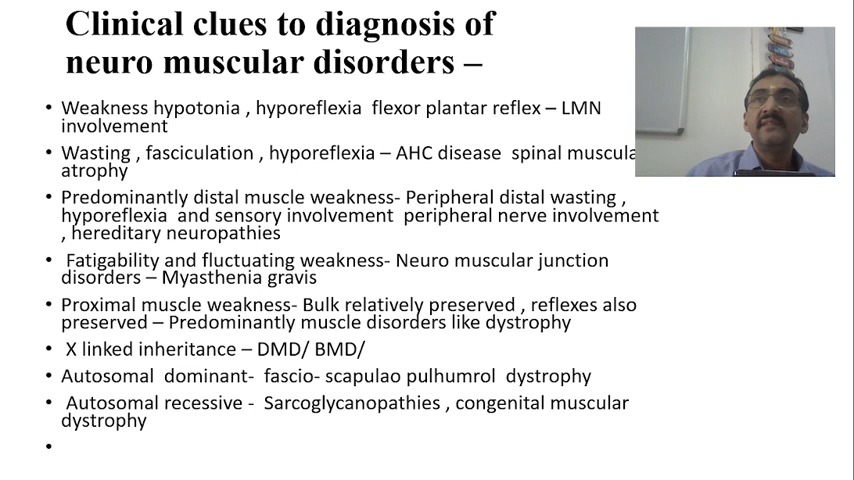 Clinical clues to diagnosis of
neuro muscular disorders –
• Weakness hypotonia , hyporeflexia flexor plantar reflex – LMN
involvement
• Wasting , fasciculation , hyporeflexia – AHC disease spinal muscula
atrophy
• Predominantly distal muscle weakness- Peripheral distal wasting ,
hyporeflexia and sensory involvement peripheral nerve involvement
, hereditary neuropathies
• Fatigability and fluctuating weakness- Neuro muscular junction
disorders – Myasthenia gravis
• Proximal muscle weakness- Bulk relatively preserved , reflexes also
preserved – Predominantly muscle disorders like dystrophy
• X linked inheritance – DMD/ BMD/
• Autosomal dominant- fascio- scapulao pulhumrol dystrophy
• Autosomal recessive - Sarcoglycanopathies , congenital muscular
dystrophy
•